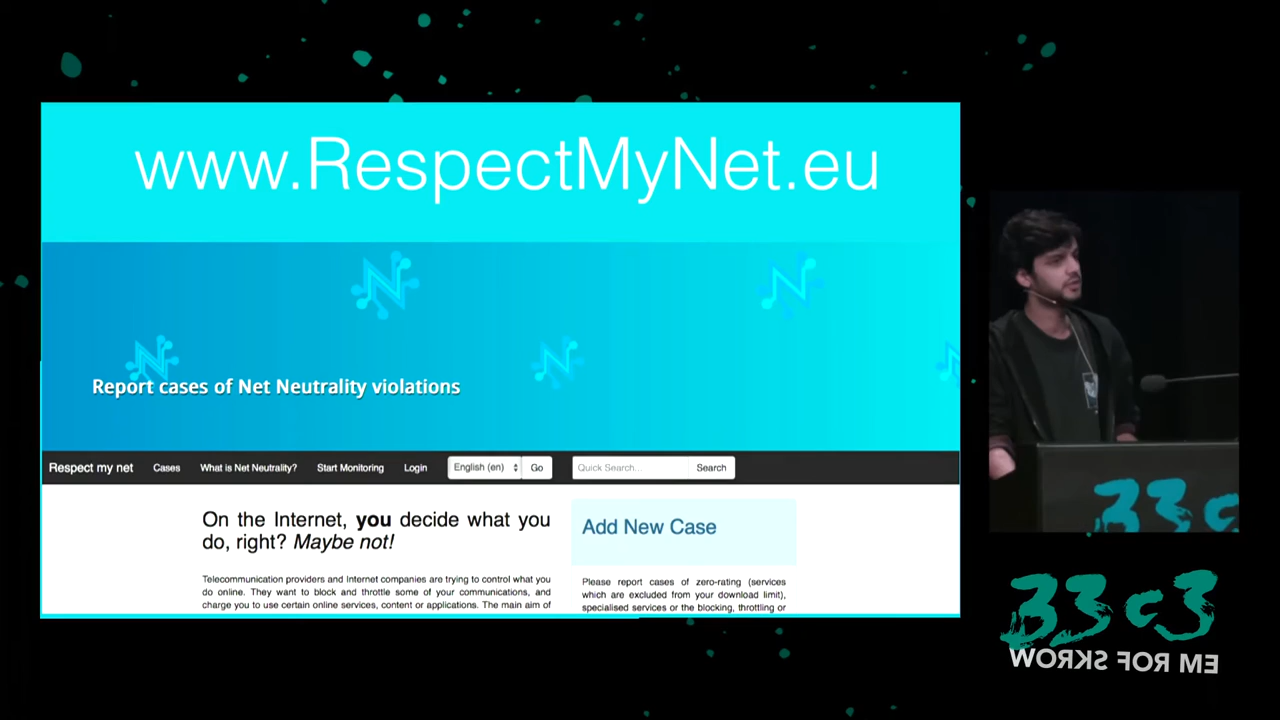 www.RespectMyNet.eu
Report cases of Net Neutrality violations
Respect my net Cases What is Net Neutrality? Start Monitoring Login English (en) Go Quick Search... Search
On the Internet, you decide what you
do, right? Maybe not!
Telecommunication providers and Internet companies are trying to control what you
do online. They want to block and throttle some of your communications, and
charge you to use certain online services, content or applications. The main aim of
Add New Case
Please report cases of zero-rating (services
which are excluded from your download limit),
specialised services or the blocking, throttling or
33c3
33c3
WORKS FOR ME